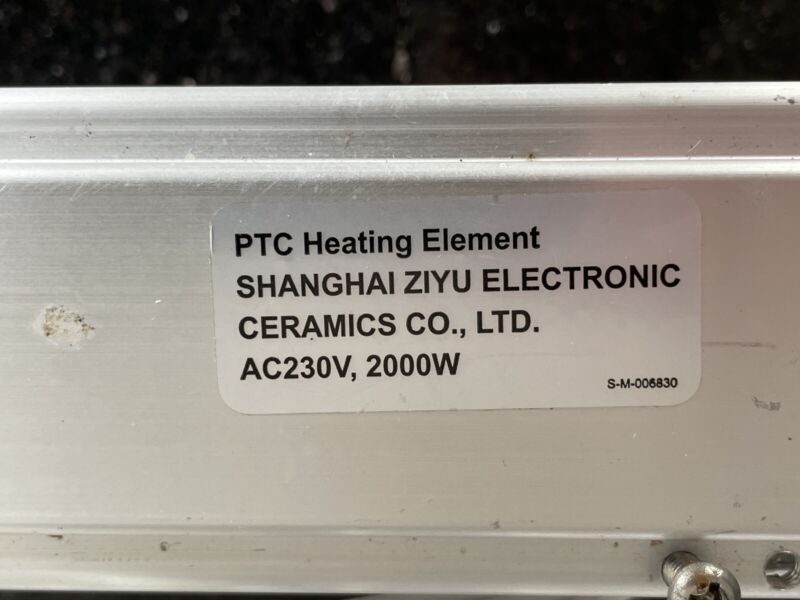 PTC Heating Element
SHANGHAI ZIYU ELECTRONIC
CERAMICS CO., LTD.
AC230V, 2000W
S-M-006830